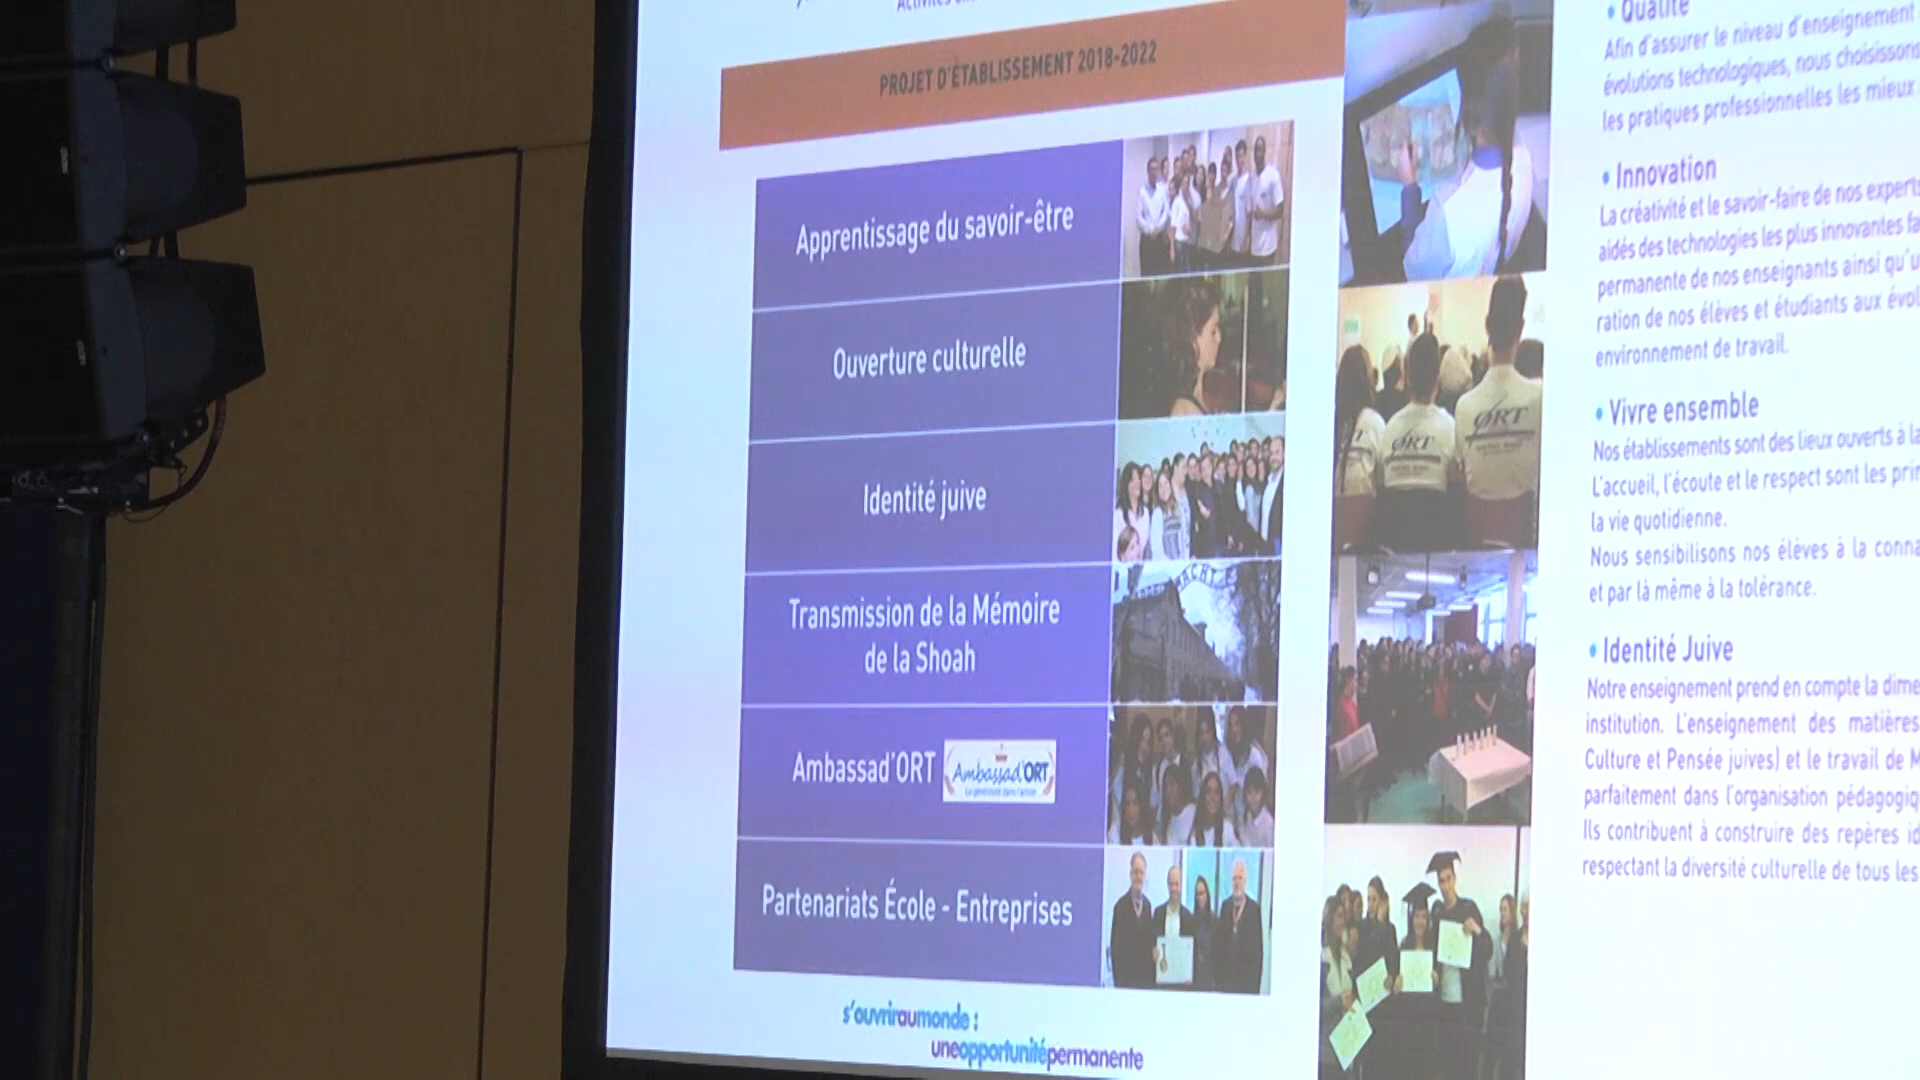 PROJET D'ÉTABLISSEMENT 2018-2022
Apprentissage du savoir-être
Ouverture culturelle
Identité juive
Transmission de la Mémoire
de la Shoah
Ambassad'ORT
Ambassad'ORT
Partenariats École - Entreprises
s'ouvriraumonde :
uneopportunitépermanente
ORT
ORT
• Qualité
Afin d'assurer le niveau d'enseignement
évolutions technologiques, nous choisissons
les pratiques professionnelles les mieux
• Innovation
La créativité et le savoir-faire de nos experts
aidés des technologies les plus innovantes
permanente de nos enseignants ainsi qu'u
ration de nos élèves et étudiants aux évol
environnement de travail.
• Vivre ensemble
Nos établissements sont des lieux ouverts à la
L'accueil, l'écoute et le respect sont les prin
la vie quotidienne.
Nous sensibilisons nos élèves à la conna
et par là même à la tolérance.
• Identité Juive
Notre enseignement prend en compte la dime
institution. L'enseignement des matières
Culture et Pensée juives) et le travail de M
parfaitement dans l'organisation pédagogiq
Ils contribuent à construire des repères id
respectant la diversité culturelle de tous les